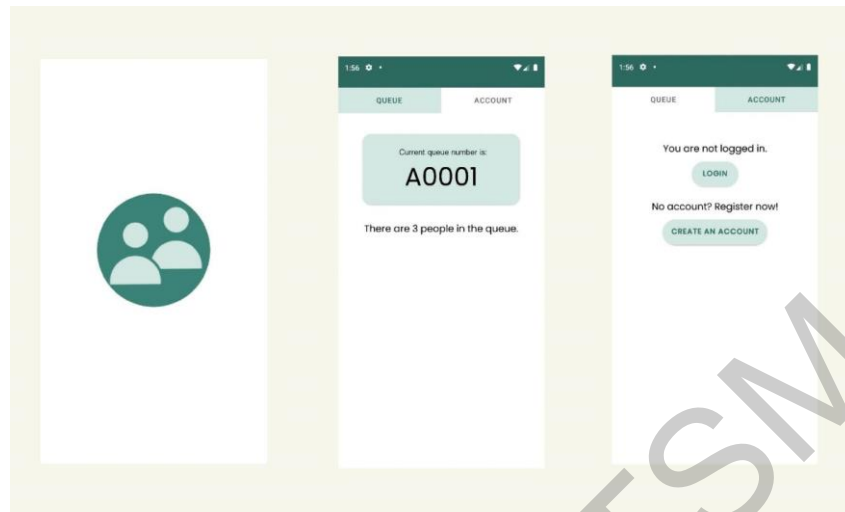 1:56
QUEUE ACCOUNT
Current queue number is:
A0001
There are 3 people in the queue.
1:56
QUEUE ACCOUNT
You are not logged in.
LOGIN
No account? Register now!
CREATE AN ACCOUNT